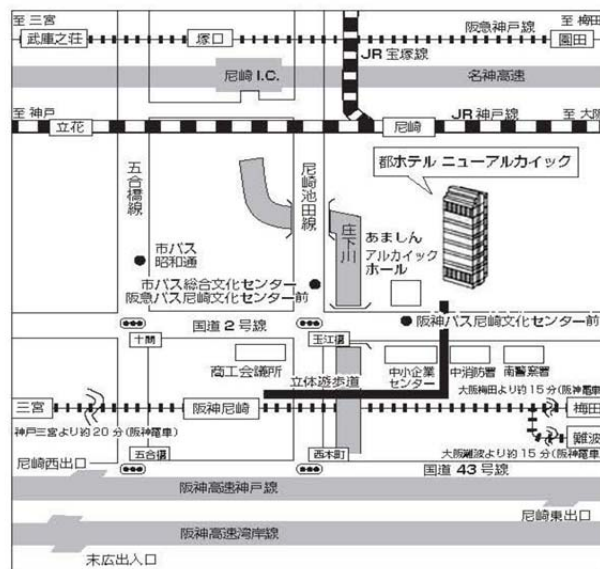 至 三宮
阪急神戸線
至 梅田
武庫之荘
塚口
園田
JR 宝塚線
尼崎 I.C.
名神高速
至 神戸
JR 神戸線
至 大阪
立花
尼崎
都ホテル ニューアルカイック
五合橋線
尼崎池田線
庄下川
あましん
アルカイック
ホール
市バス
昭和通
市バス総合文化センター
阪急バス尼崎文化センター前
阪神バス尼崎文化センター前
国道 2 号線
十間
玉江橋
商工会議所
中小企業
センター
中消防署
南警察署
立体遊歩道
大阪梅田より約 15 分(阪神電車)
三宮
阪神尼崎
梅田
神戸三宮より約 20 分(阪神電車)
難波
五合橋
西本町
大阪難波より約 15 分(阪神電車)
尼崎西出口
国道 43 号線
阪神高速神戸線
尼崎東出口
阪神高速湾岸線
末広出入口